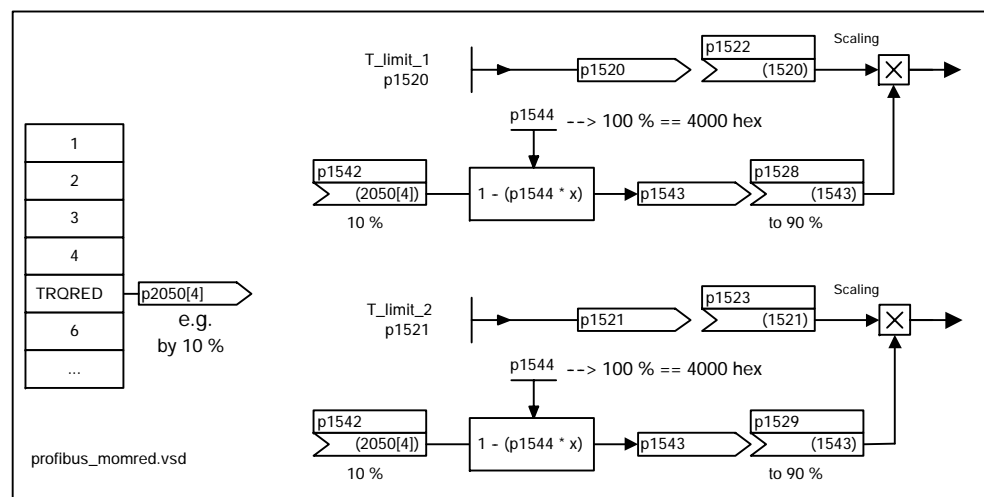 T_limit_1
p1520
p1520
p1522
(1520)
Scaling
p1544 --> 100 % == 4000 hex
p1542
(2050[4])
10 %
1 - (p1544 * x)
p1543
p1528
(1543)
to 90 %
1
2
3
4
TRQRED
6
...
p2050[4]
e.g.
by 10 %
T_limit_2
p1521
p1521
p1523
(1521)
Scaling
p1544 --> 100 % == 4000 hex
p1542
(2050[4])
10 %
1 - (p1544 * x)
p1543
p1529
(1543)
to 90 %
profibus_momred.vsd